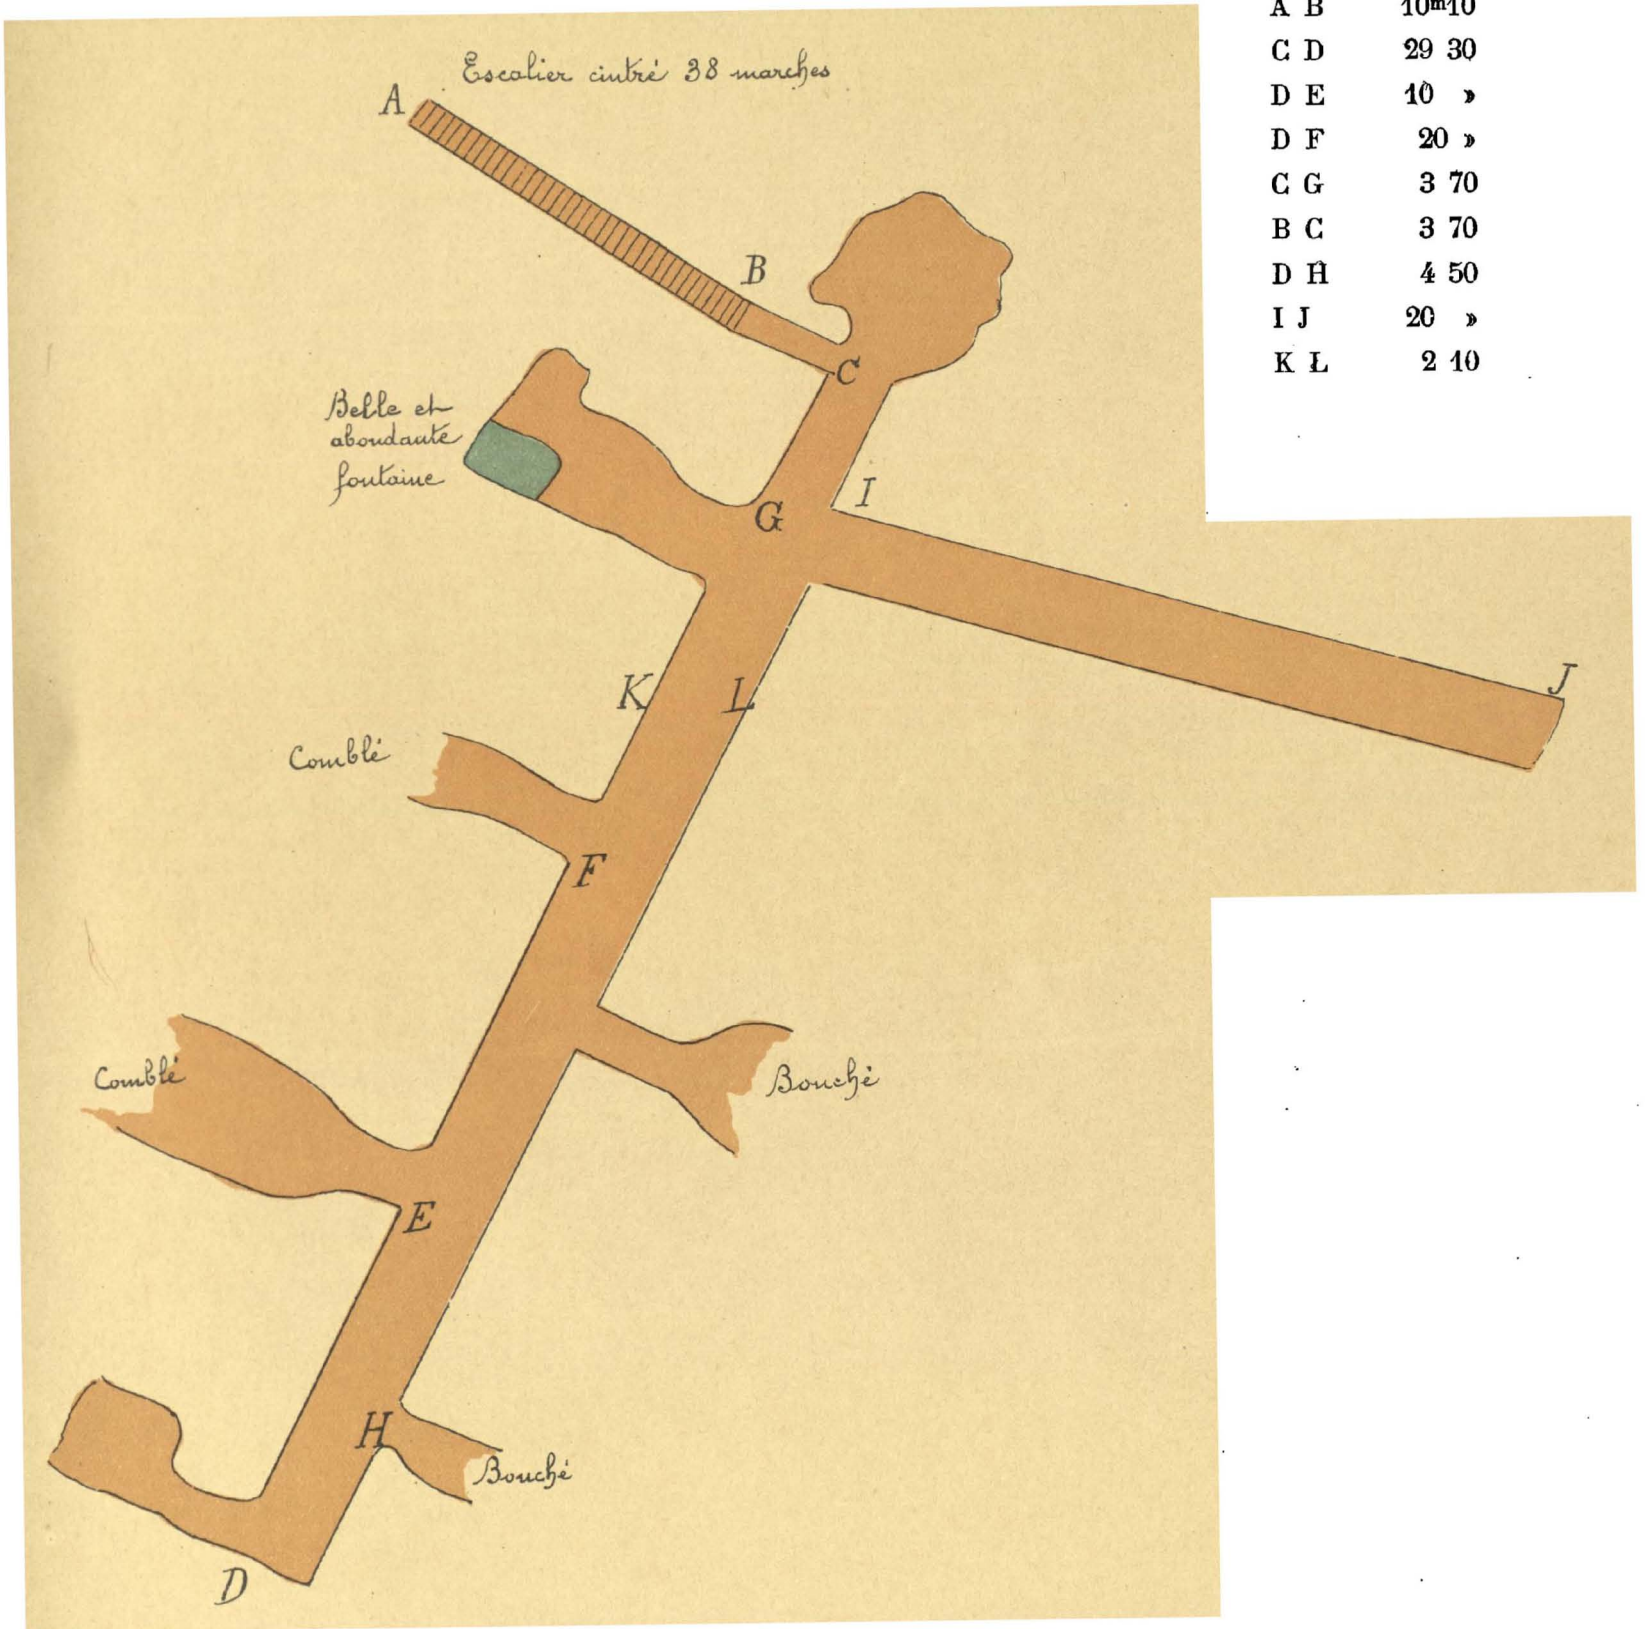 A B 10m10
C D 29 30
D E 10 »
D F 20 »
C G 3 70
B C 3 70
D H 4 50
I J 20 »
K L 2 10
Escalier cintré 38 marches
A
B
C
Belle et
abondante
fontaine
G
I
J
K
L
Comblé
F
Comblé
Bouché
E
H
Bouché
D